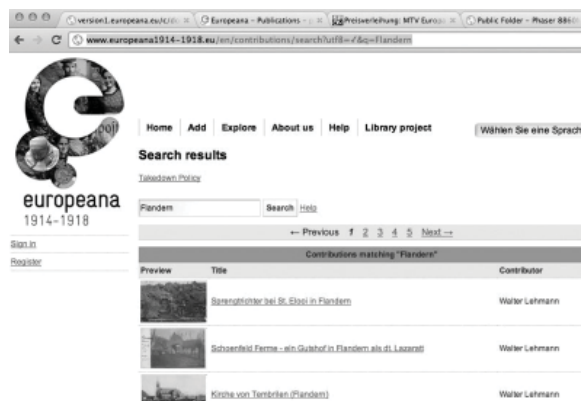 version1.europeana.eu/c/do
Europeana - Publications - p
Preisverleihung: MTV Europ
Public Folder - Phaser 8860
www.europeana1914-1918.eu/en/contributions/search?utf8=✓&q=Flandern
europeana
1914-1918
Sign in
Register
Home Add Explore About us Help Library project
Wählen Sie eine Sprach
Search results
Takedown Policy
Flandern Search Help
← Previous 1 2 3 4 5 Next →
Contributions matching "Flandern"
Preview Title Contributor
Sprengtrichter bei St. Elooi in Flandern Walter Lehmann
Schoenfeld Ferme - ein Gutshof in Flandern als dt. Lazarett Walter Lehmann
Kirche von Tembrilen (Flandern) Walter Lehmann